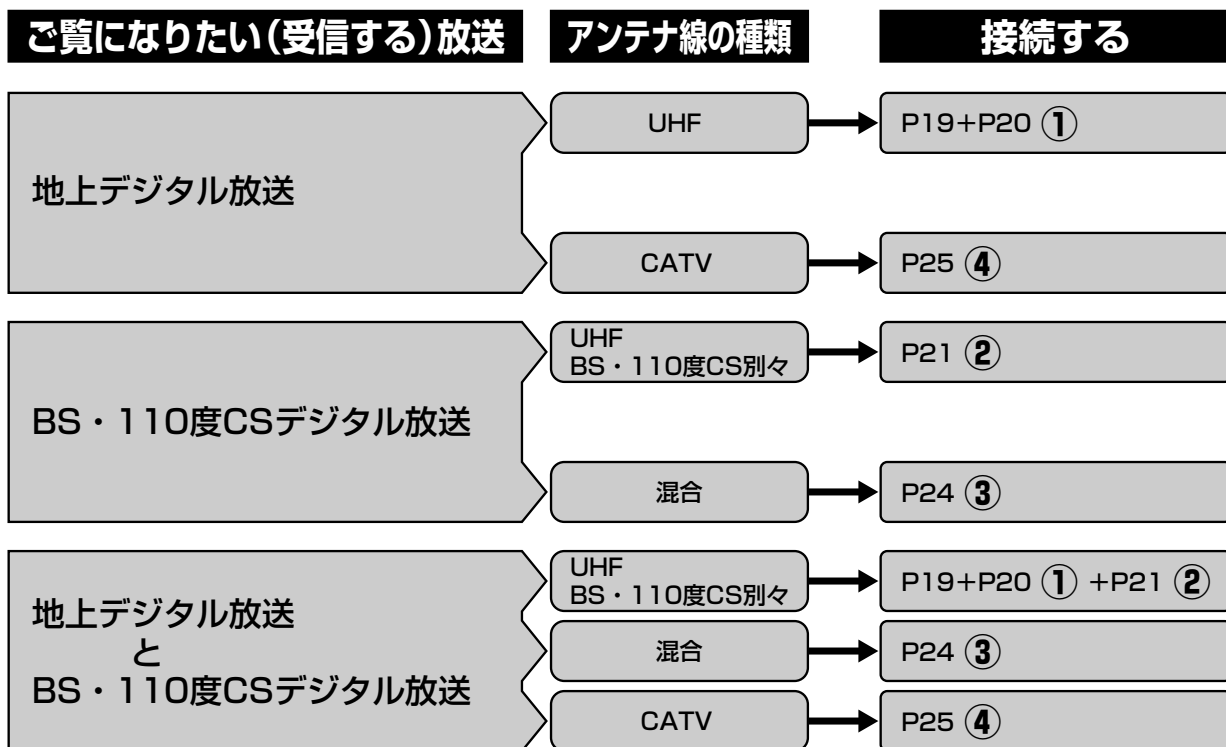 ご覧になりたい(受信する)放送 アンテナ線の種類 接続する
地上デジタル放送
UHF
P19+P20 ①
CATV
P25 ④
BS・110度CSデジタル放送
UHF
BS・110度CS別々
P21 ②
混合
P24 ③
地上デジタル放送
と
BS・110度CSデジタル放送
UHF
BS・110度CS別々
P19+P20 ① +P21 ②
混合
P24 ③
CATV
P25 ④